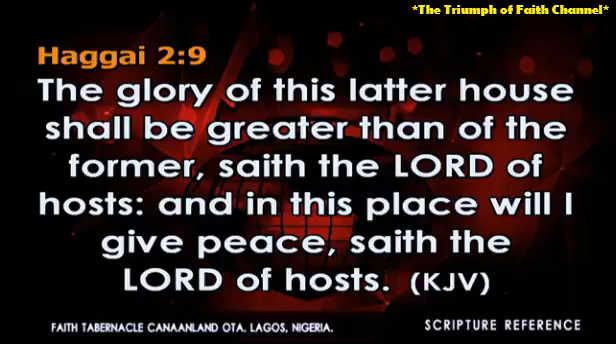 *The Triumph of Faith Channel*
Haggai 2:9
The glory of this latter house
shall be greater than of the
former, saith the LORD of
hosts: and in this place will I
give peace, saith the
LORD of hosts. (KJV)
FAITH TABERNACLE CANAANLAND OTA. LAGOS, NIGERIA.
SCRIPTURE REFERENCE